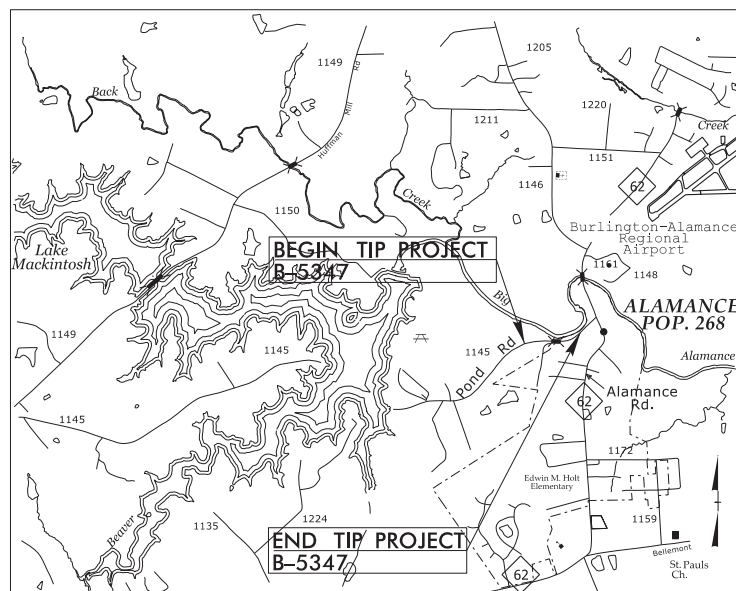 1205
1149
Back
Huffman Mill Rd
1220
1211
Creek
1151
62
1146
Creek
1150
Burlington-Alamance
Regional
Airport
Lake
Mackintosh
BEGIN TIP PROJECT
B-5347
1161
1148
Big
ALAMANCE
POP. 268
1149
1145
1145
Pond Rd
Alamance
62
Alamance
Rd.
1145
1172
Edwin M. Holt
Elementary
Beaver
1135
1224
1159
END TIP PROJECT
B-5347
Bellemont
St. Pauls
Ch.
62